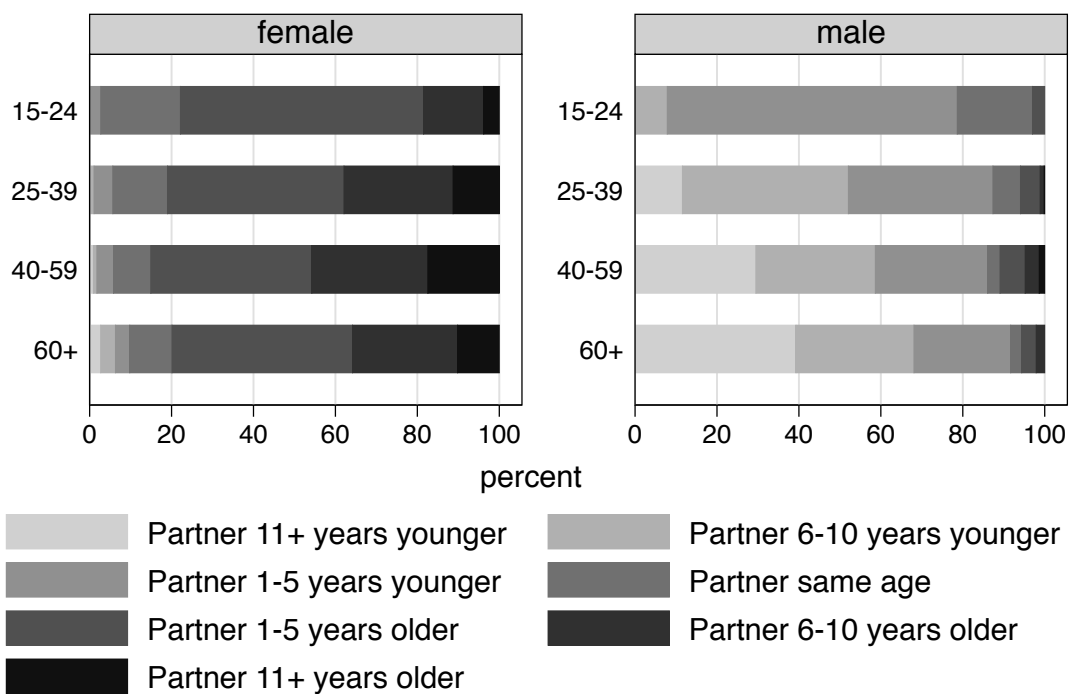 female
male
15-24
25-39
40-59
60+
0 20 40 60 80 100
15-24
25-39
40-59
60+
0 20 40 60 80 100
percent
Partner 11+ years younger
Partner 6-10 years younger
Partner 1-5 years younger
Partner same age
Partner 1-5 years older
Partner 6-10 years older
Partner 11+ years older